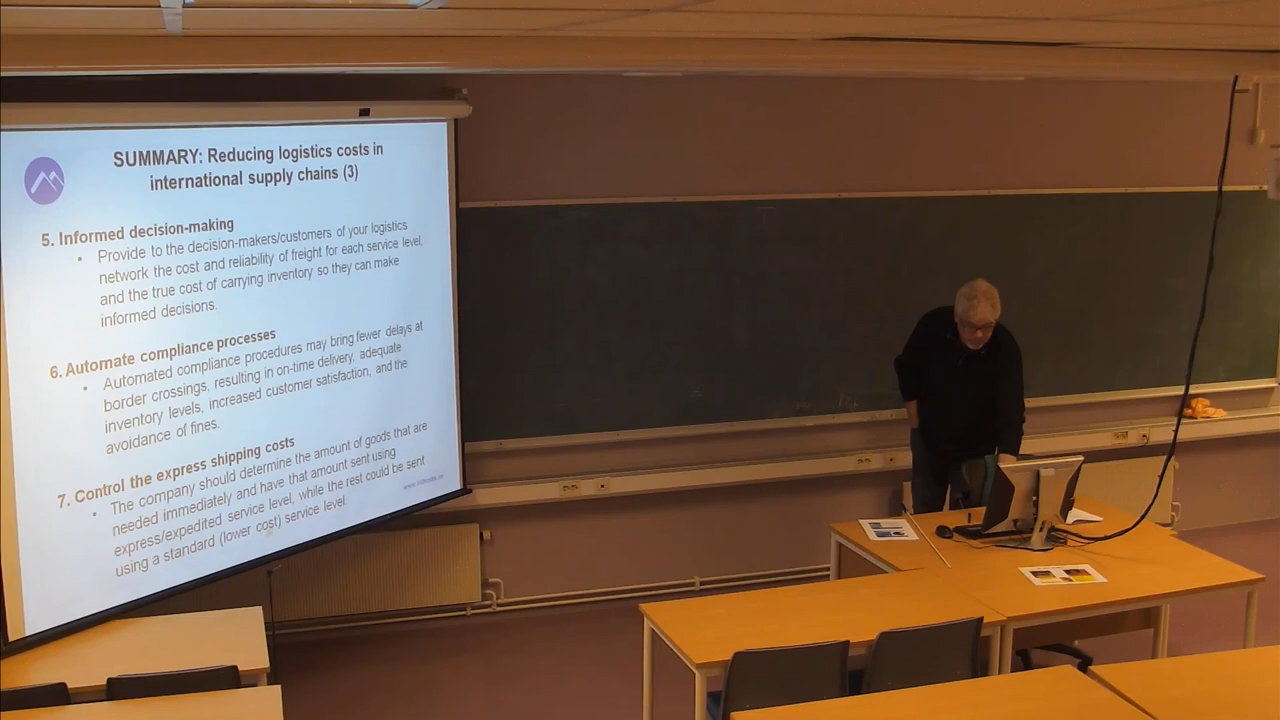 SUMMARY: Reducing logistics costs in
international supply chains (3)
5. Informed decision-making
• Provide to the decision-makers/customers of your logistics
network the cost and reliability of freight for each service level,
and the true cost of carrying inventory so they can make
informed decisions.
6. Automate compliance processes
• Automated compliance procedures may bring fewer delays at
border crossings, resulting in on-time delivery, adequate
inventory levels, increased customer satisfaction, and the
avoidance of fines.
7. Control the express shipping costs
• The company should determine the amount of goods that are
needed immediately and have that amount sent using
express/expedited service level, while the rest could be sent
using a standard (lower cost) service level.